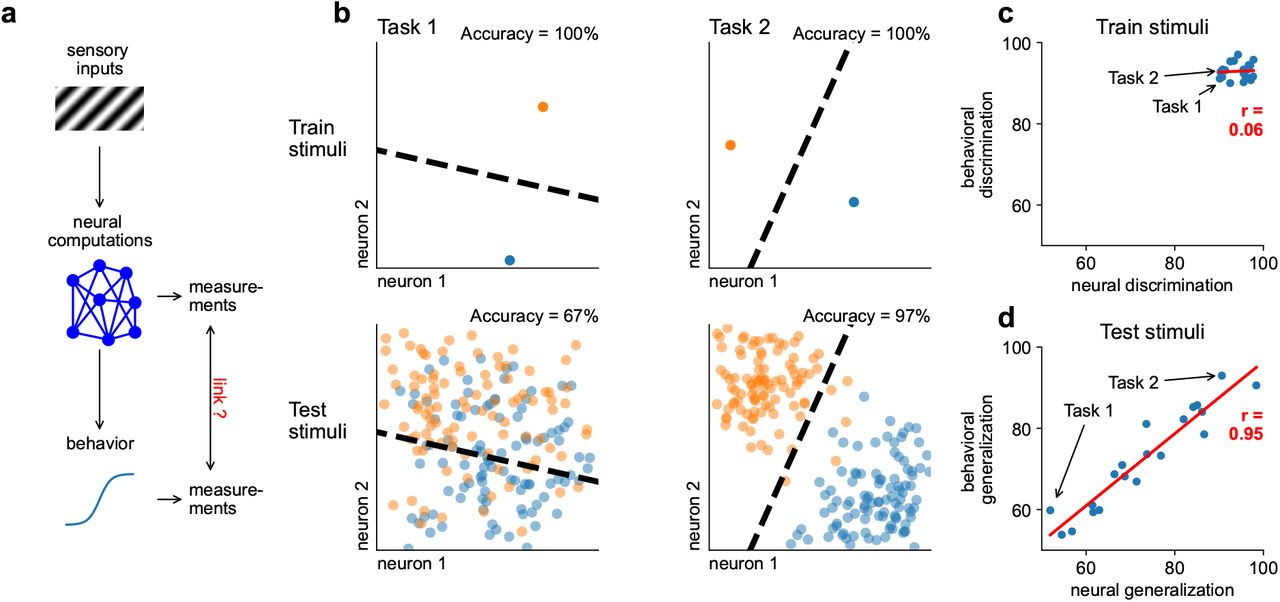 a
sensory
inputs
neural
computations
measure-
ments
link ?
behavior
measure-
ments
b
Task 1
Accuracy = 100%
Train
stimuli
neuron 2
neuron 1
Task 2
Accuracy = 100%
neuron 2
neuron 1
Accuracy = 67%
Test
stimuli
neuron 2
neuron 1
Accuracy = 97%
neuron 2
neuron 1
c
Train stimuli
behavioral
discrimination
100
80
60
Task 2
Task 1
r =
0.06
60
80
100
neural discrimination
d
Test stimuli
behavioral
generalization
100
80
60
Task 2
Task 1
r =
0.95
60
80
100
neural generalization